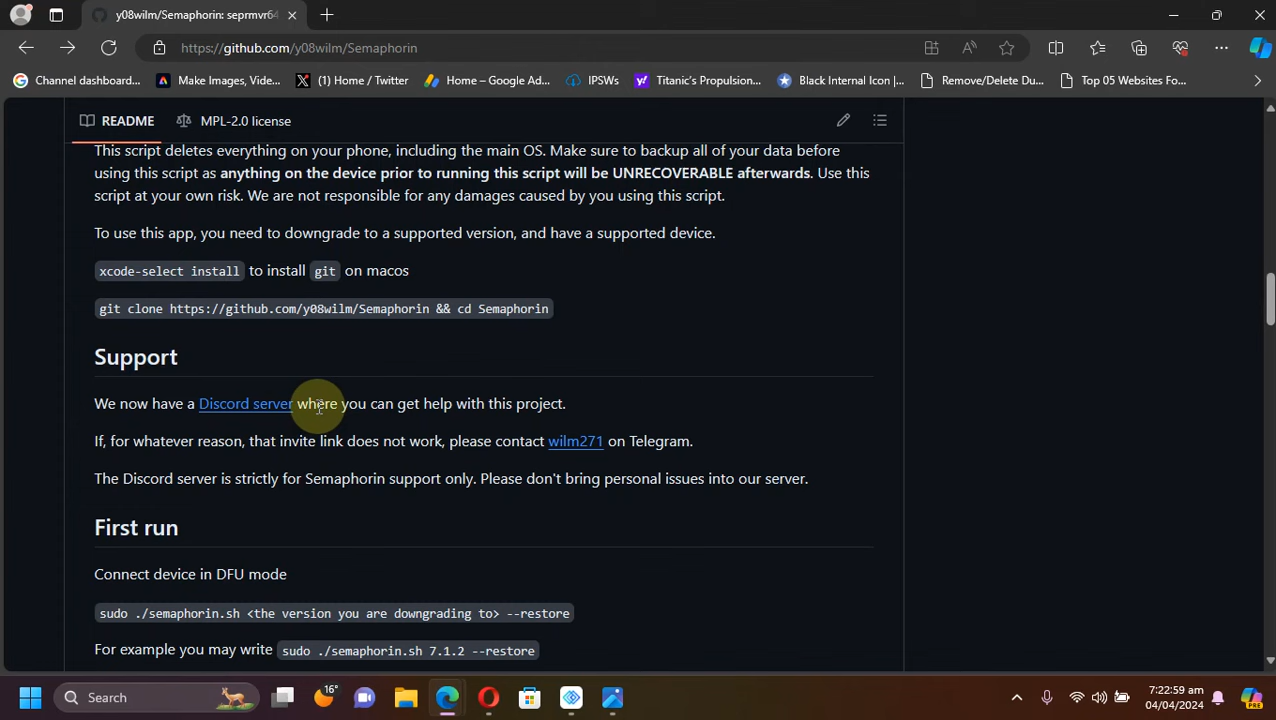 y08wilm/Semaphorin: seprmvr64
https://github.com/y08wilm/Semaphorin
Channel dashboard...
Make Images, Vide...
(1) Home / Twitter
Home – Google Ad...
IPSWs
Titanic's Propulsion...
Black Internal Icon |...
Remove/Delete Du...
Top 05 Websites Fo...
README
MPL-2.0 license
This script deletes everything on your phone, including the main OS. Make sure to backup all of your data before
using this script as anything on the device prior to running this script will be UNRECOVERABLE afterwards. Use this
script at your own risk. We are not responsible for any damages caused by you using this script.
To use this app, you need to downgrade to a supported version, and have a supported device.
xcode-select install to install git on macos
git clone https://github.com/y08wilm/Semaphorin && cd Semaphorin
Support
We now have a Discord server where you can get help with this project.
If, for whatever reason, that invite link does not work, please contact wilm271 on Telegram.
The Discord server is strictly for Semaphorin support only. Please don't bring personal issues into our server.
First run
Connect device in DFU mode
sudo ./semaphorin.sh <the version you are downgrading to> --restore
For example you may write sudo ./semaphorin.sh 7.1.2 --restore
Search
16°
7:22:59 am
04/04/2024
PRE